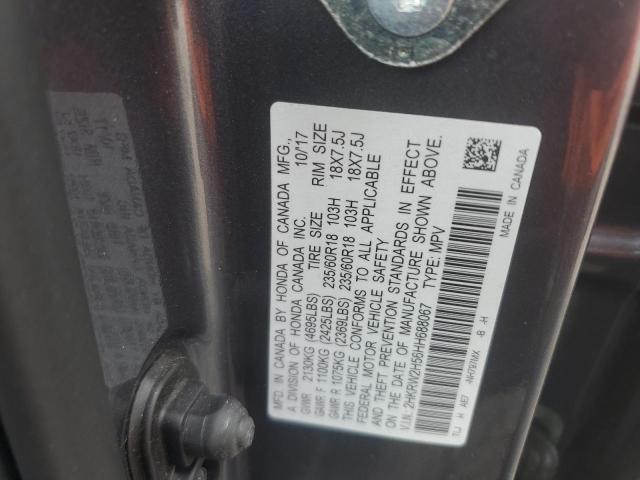 MADE IN CANADA BY HONDA OF CANADA MFG.,
A DIVISION OF HONDA CANADA INC. 10/17
TIRE SIZE RIM SIZE
GVWR 2130KG (4695LBS)
GAWR F 1100KG (2425LBS) 235/60R18 103H 18X7.5J
GAWR R 1075KG (2369LBS) 235/60R18 103H 18X7.5J
THIS VEHICLE CONFORMS TO ALL APPLICABLE
FEDERAL MOTOR VEHICLE SAFETY
AND THEFT PREVENTION STANDARDS IN EFFECT
ON THE DATE OF MANUFACTURE SHOWN ABOVE.
V.I.N. 2HKRW2H56HH688067 TYPE: MPV
NH797MX -B -H
MADE IN CANADA